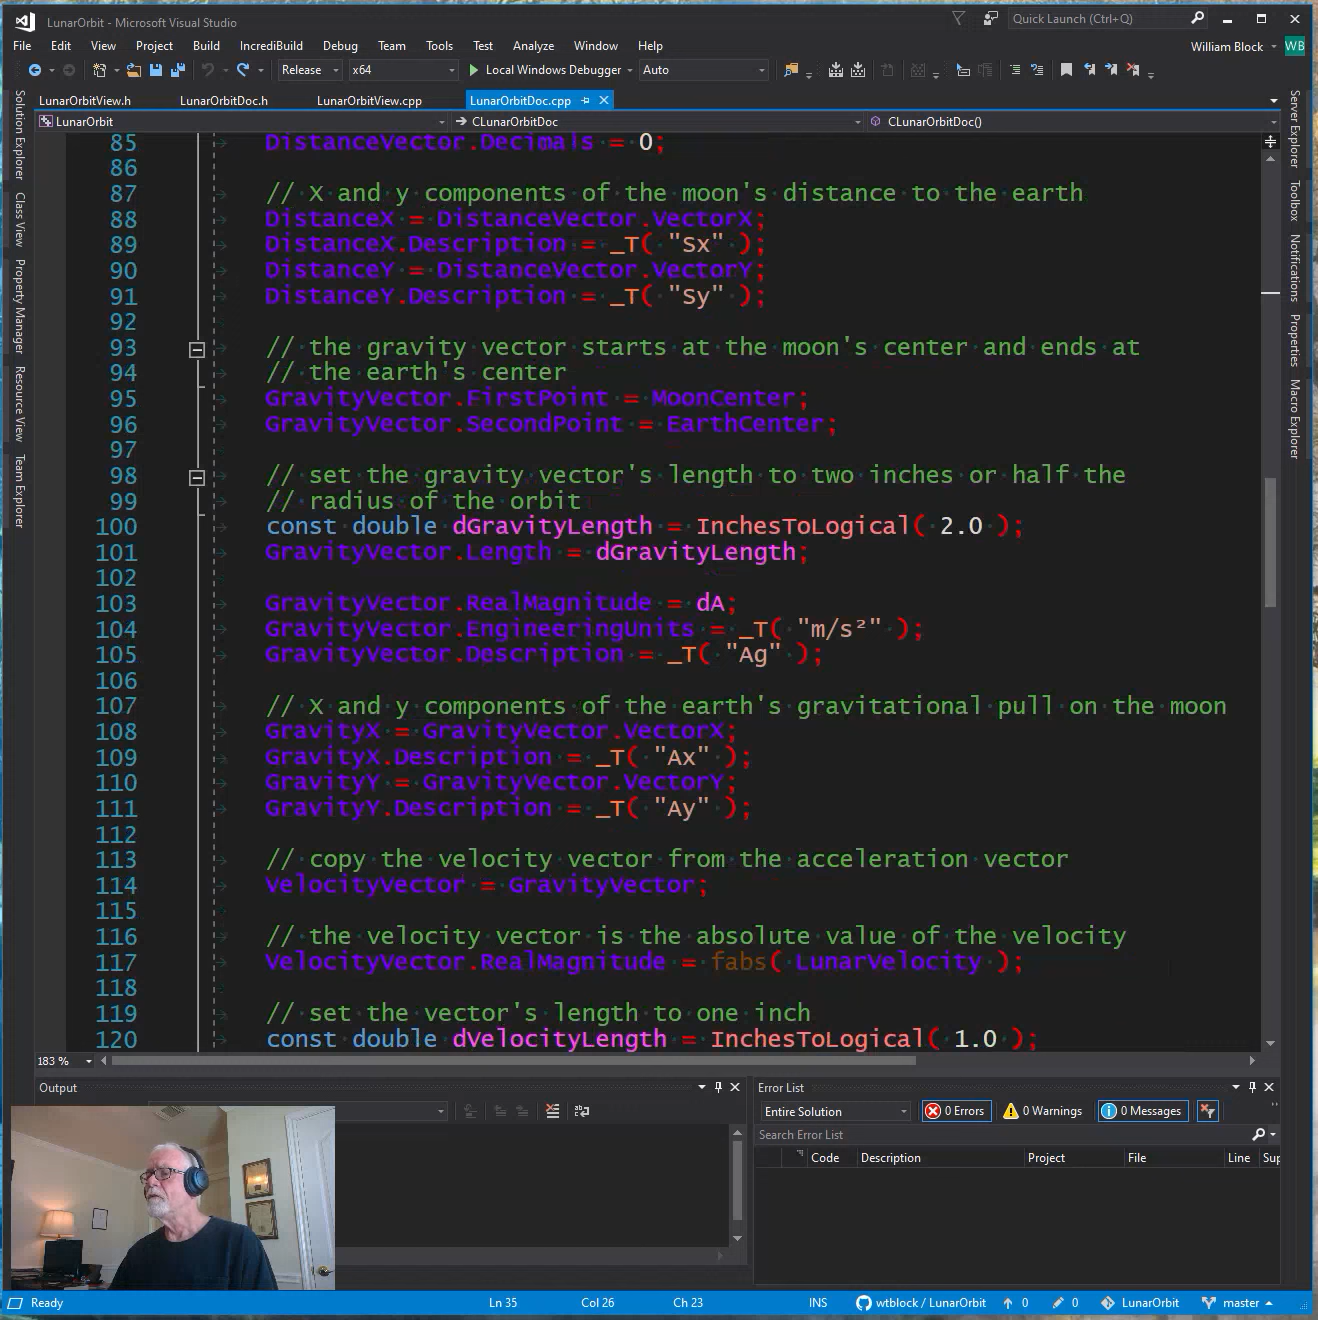 LunarOrbit - Microsoft Visual Studio
Quick Launch (Ctrl+Q)
File Edit View Project Build IncrediBuild Debug Team Tools Test Analyze Window Help
William Block WB
Release x64 Local Windows Debugger Auto
LunarOrbitView.h LunarOrbitDoc.h LunarOrbitView.cpp LunarOrbitDoc.cpp
LunarOrbit CLunarOrbitDoc CLunarOrbitDoc()
Solution Explorer
Class View
Property Manager
Resource View
Team Explorer
85 DistanceVector.Decimals = 0;
86
87 // X and y components of the moon's distance to the earth
88 DistanceX = DistanceVector.VectorX;
89 DistanceX.Description = _T( "Sx" );
90 DistanceY = DistanceVector.VectorY;
91 DistanceY.Description = _T( "Sy" );
92
93 // the gravity vector starts at the moon's center and ends at
94 // the earth's center
95 GravityVector.FirstPoint = MoonCenter;
96 GravityVector.SecondPoint = EarthCenter;
97
98 // set the gravity vector's length to two inches or half the
99 // radius of the orbit
100 const double dGravityLength = InchesToLogical( 2.0 );
101 GravityVector.Length = dGravityLength;
102
103 GravityVector.RealMagnitude = dA;
104 GravityVector.EngineeringUnits = _T( "m/s²" );
105 GravityVector.Description = _T( "Ag" );
106
107 // X and y components of the earth's gravitational pull on the moon
108 GravityX = GravityVector.VectorX;
109 GravityX.Description = _T( "Ax" );
110 GravityY = GravityVector.VectorY;
111 GravityY.Description = _T( "Ay" );
112
113 // copy the velocity vector from the acceleration vector
114 VelocityVector = GravityVector;
115
116 // the velocity vector is the absolute value of the velocity
117 VelocityVector.RealMagnitude = fabs( LunarVelocity );
118
119 // set the vector's length to one inch
120 const double dVelocityLength = InchesToLogical( 1.0 );
Server Explorer
Toolbox
Notifications
Properties
Macro Explorer
183 %
Output
Error List
Entire Solution 0 Errors 0 Warnings 0 Messages
Search Error List
Code Description Project File Line Sup
Ready Ln 35 Col 26 Ch 23 INS wtblock / LunarOrbit 0 0 LunarOrbit master